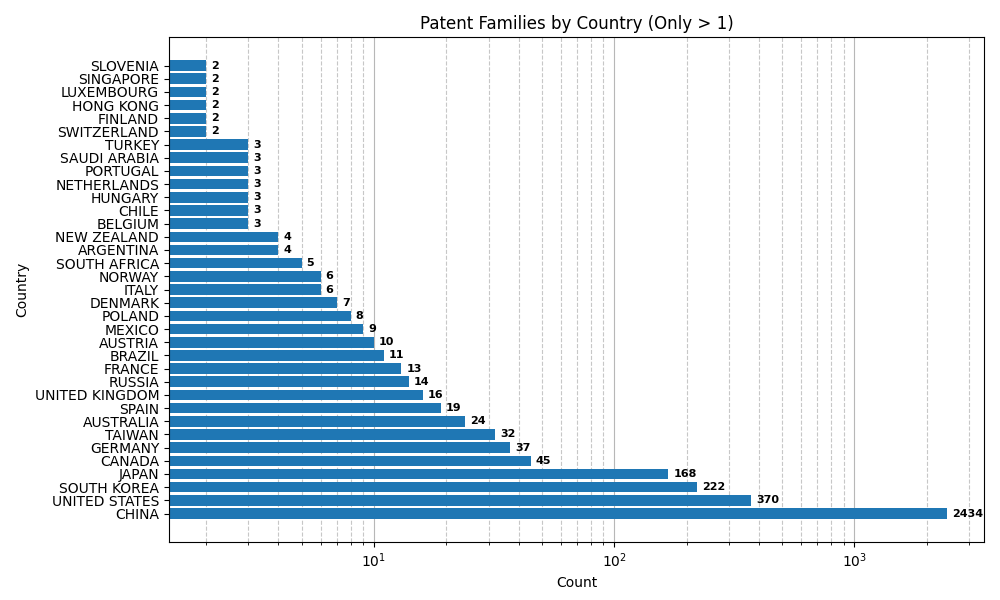 Patent Families by Country (Only > 1)
SLOVENIA 2
SINGAPORE 2
LUXEMBOURG 2
HONG KONG 2
FINLAND 2
SWITZERLAND 2
TURKEY 3
SAUDI ARABIA 3
PORTUGAL 3
NETHERLANDS 3
HUNGARY 3
CHILE 3
BELGIUM 3
NEW ZEALAND 4
ARGENTINA 4
SOUTH AFRICA 5
NORWAY 6
ITALY 6
DENMARK 7
POLAND 8
MEXICO 9
AUSTRIA 10
BRAZIL 11
FRANCE 13
RUSSIA 14
UNITED KINGDOM 16
SPAIN 19
AUSTRALIA 24
TAIWAN 32
GERMANY 37
CANADA 45
JAPAN 168
SOUTH KOREA 222
UNITED STATES 370
CHINA 2434
Country
10¹ 10² 10³
Count